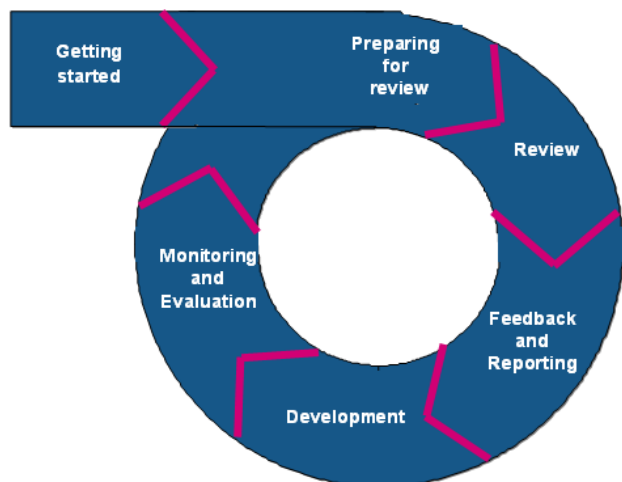 Getting
started
Preparing
for
review
Review
Feedback
and
Reporting
Development
Monitoring
and
Evaluation